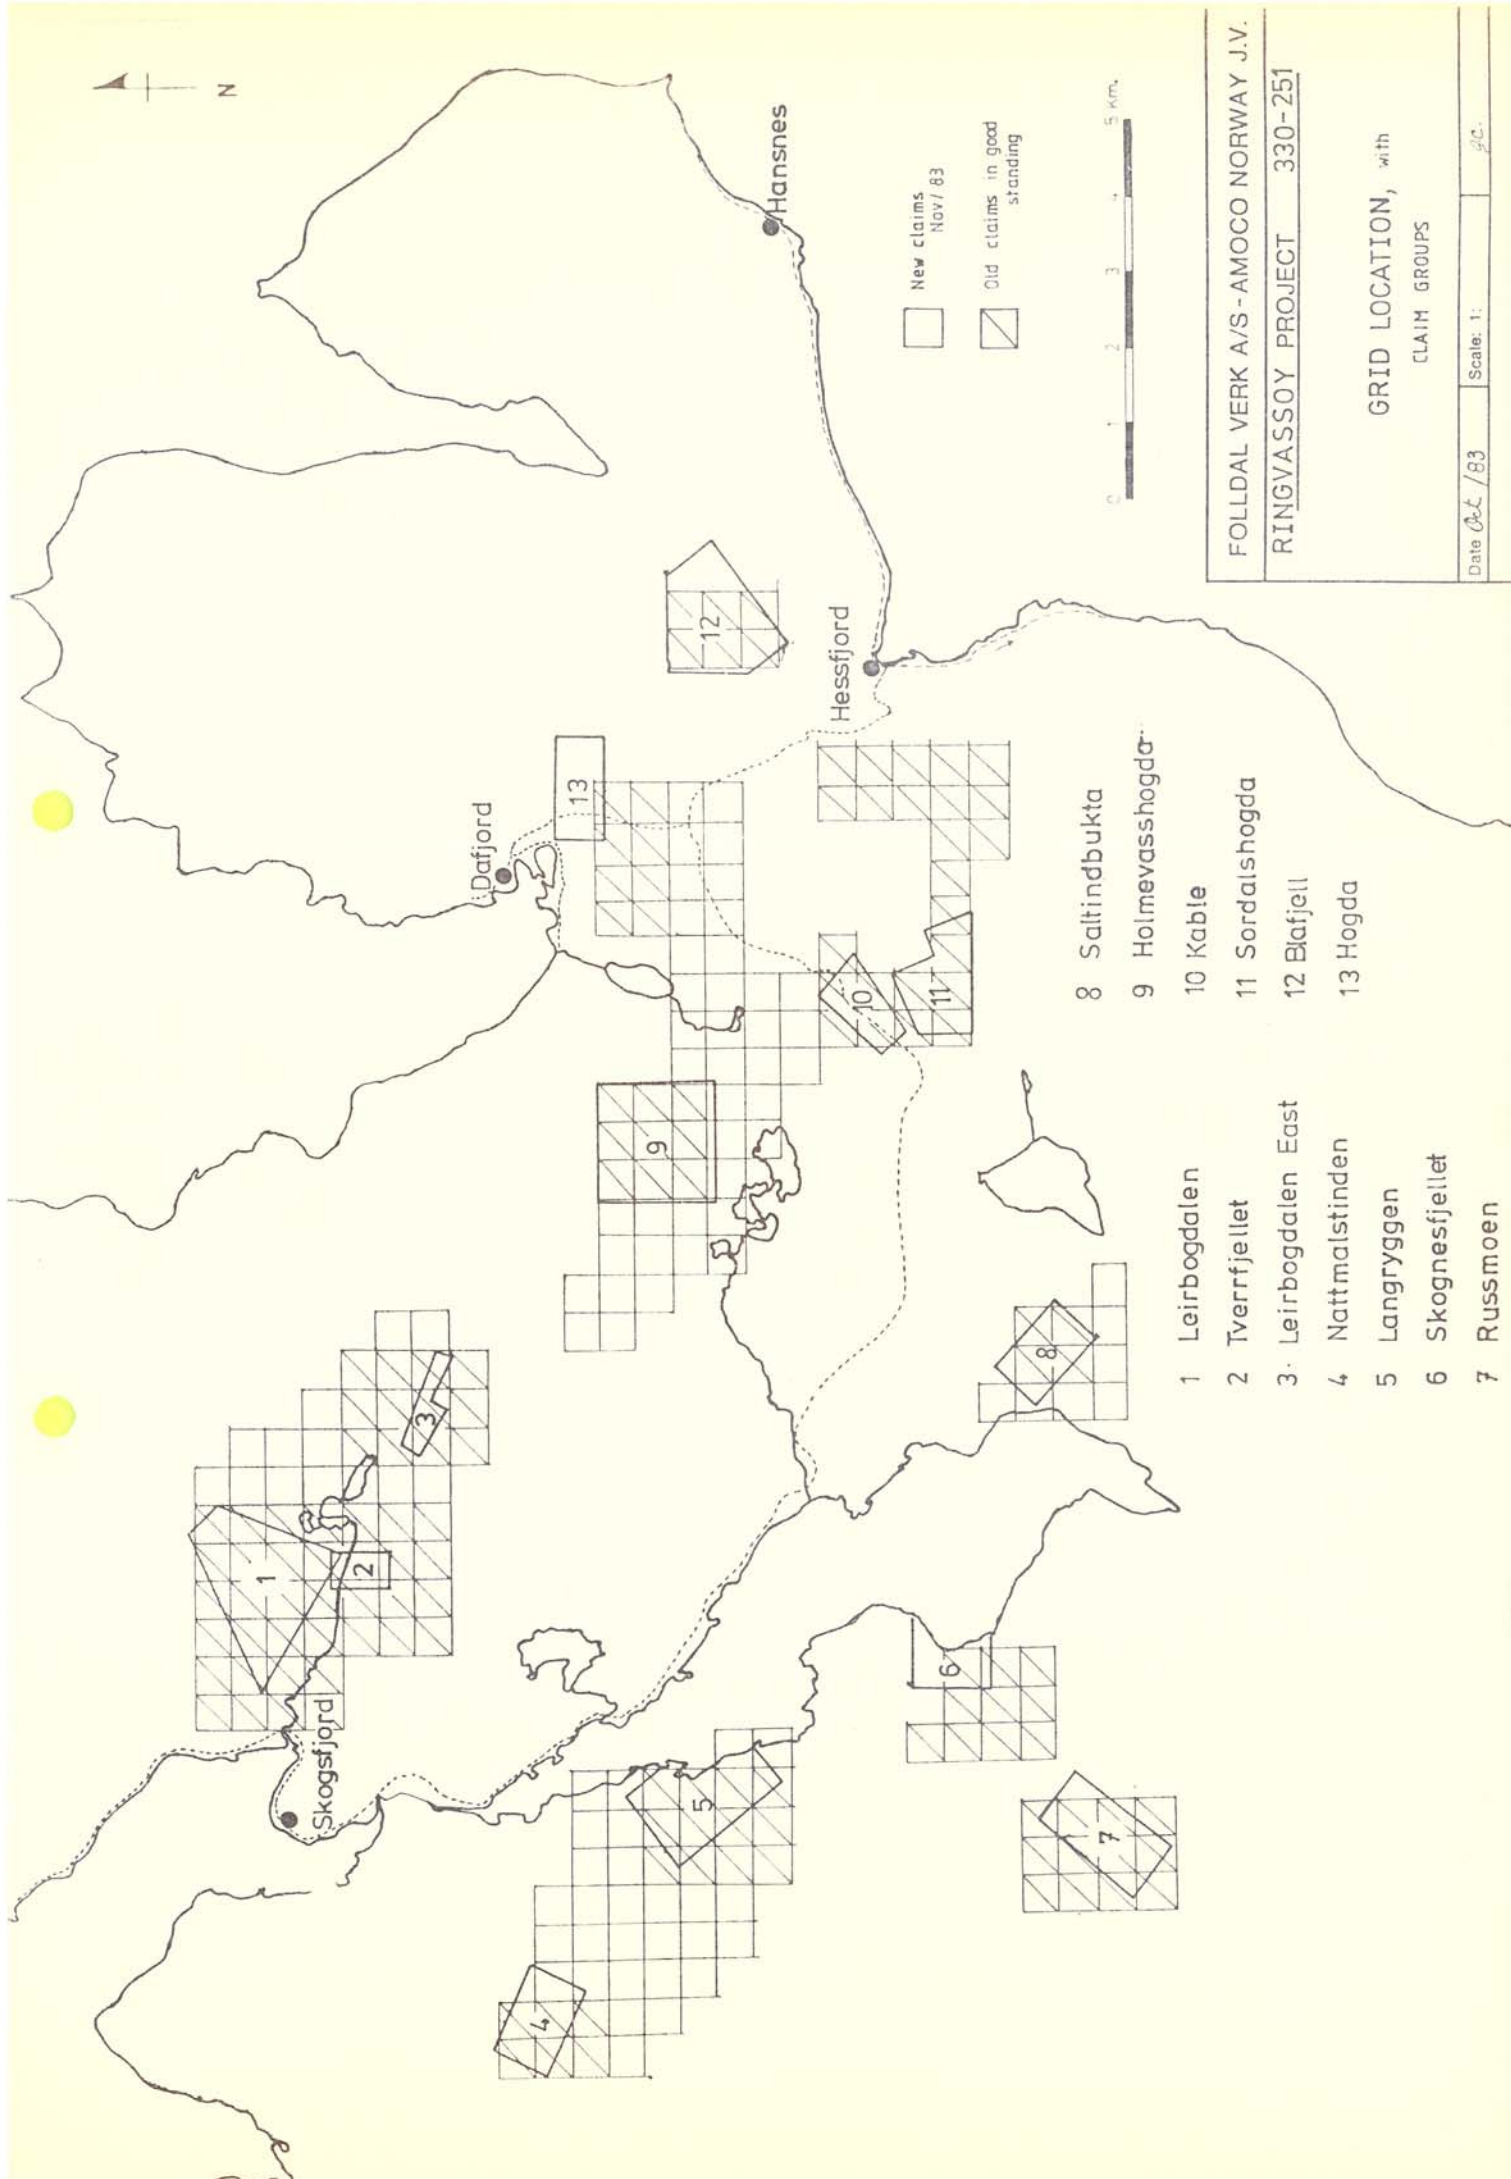 N
Hansnes
Dafjord
Hessfjord
Skogsfjord
1
2
3
4
5
6
7
8
9
10
11
12
13
New claims
Nov/83
Old claims in good
standing
0 1 2 3 4 5 km.
1 Leirbogdalen
2 Tverrfjellet
3· Leirbogdalen East
4 Nattmalstinden
5 Langryggen
6 Skognesfjellet
7 Russmoen
8 Saltindbukta
9 Holmevasshogda
10 Kable
11 Sordalshogda
12 Blafjell
13 Hogda
FOLLDAL VERK A/S - AMOCO NORWAY J.V.
RINGVASSOY PROJECT 330-251
GRID LOCATION, with
CLAIM GROUPS
Date Oct /83 Scale: 1: gc.